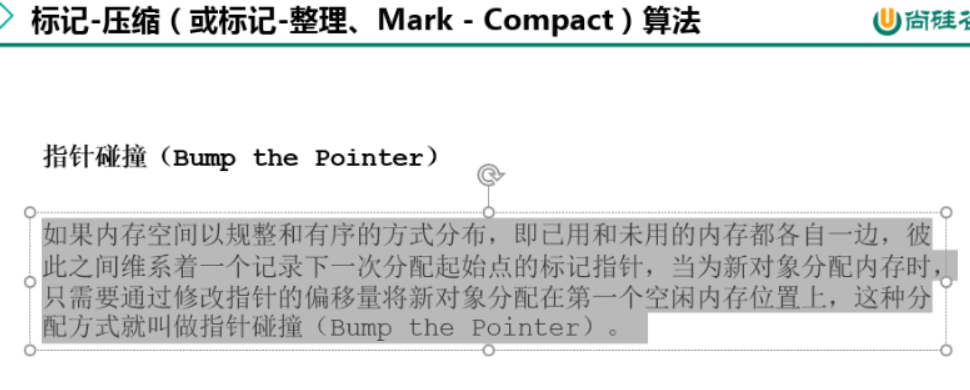 标记-压缩（或标记-整理、Mark - Compact）算法
尚硅谷
指针碰撞（Bump the Pointer）
如果内存空间以规整和有序的方式分布，即已用和未用的内存都各自一边，彼
此之间维系着一个记录下一次分配起始点的标记指针，当为新对象分配内存时，
只需要通过修改指针的偏移量将新对象分配在第一个空闲内存位置上，这种分
配方式就叫做指针碰撞（Bump the Pointer）。